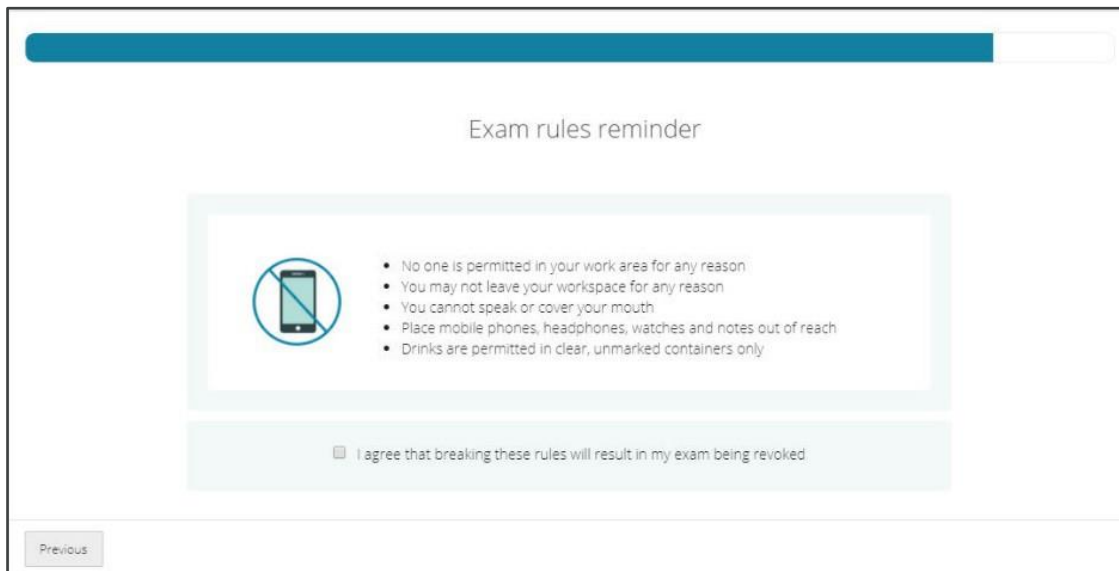 Exam rules reminder
• No one is permitted in your work area for any reason
• You may not leave your workspace for any reason
• You cannot speak or cover your mouth
• Place mobile phones, headphones, watches and notes out of reach
• Drinks are permitted in clear, unmarked containers only
I agree that breaking these rules will result in my exam being revoked
Previous